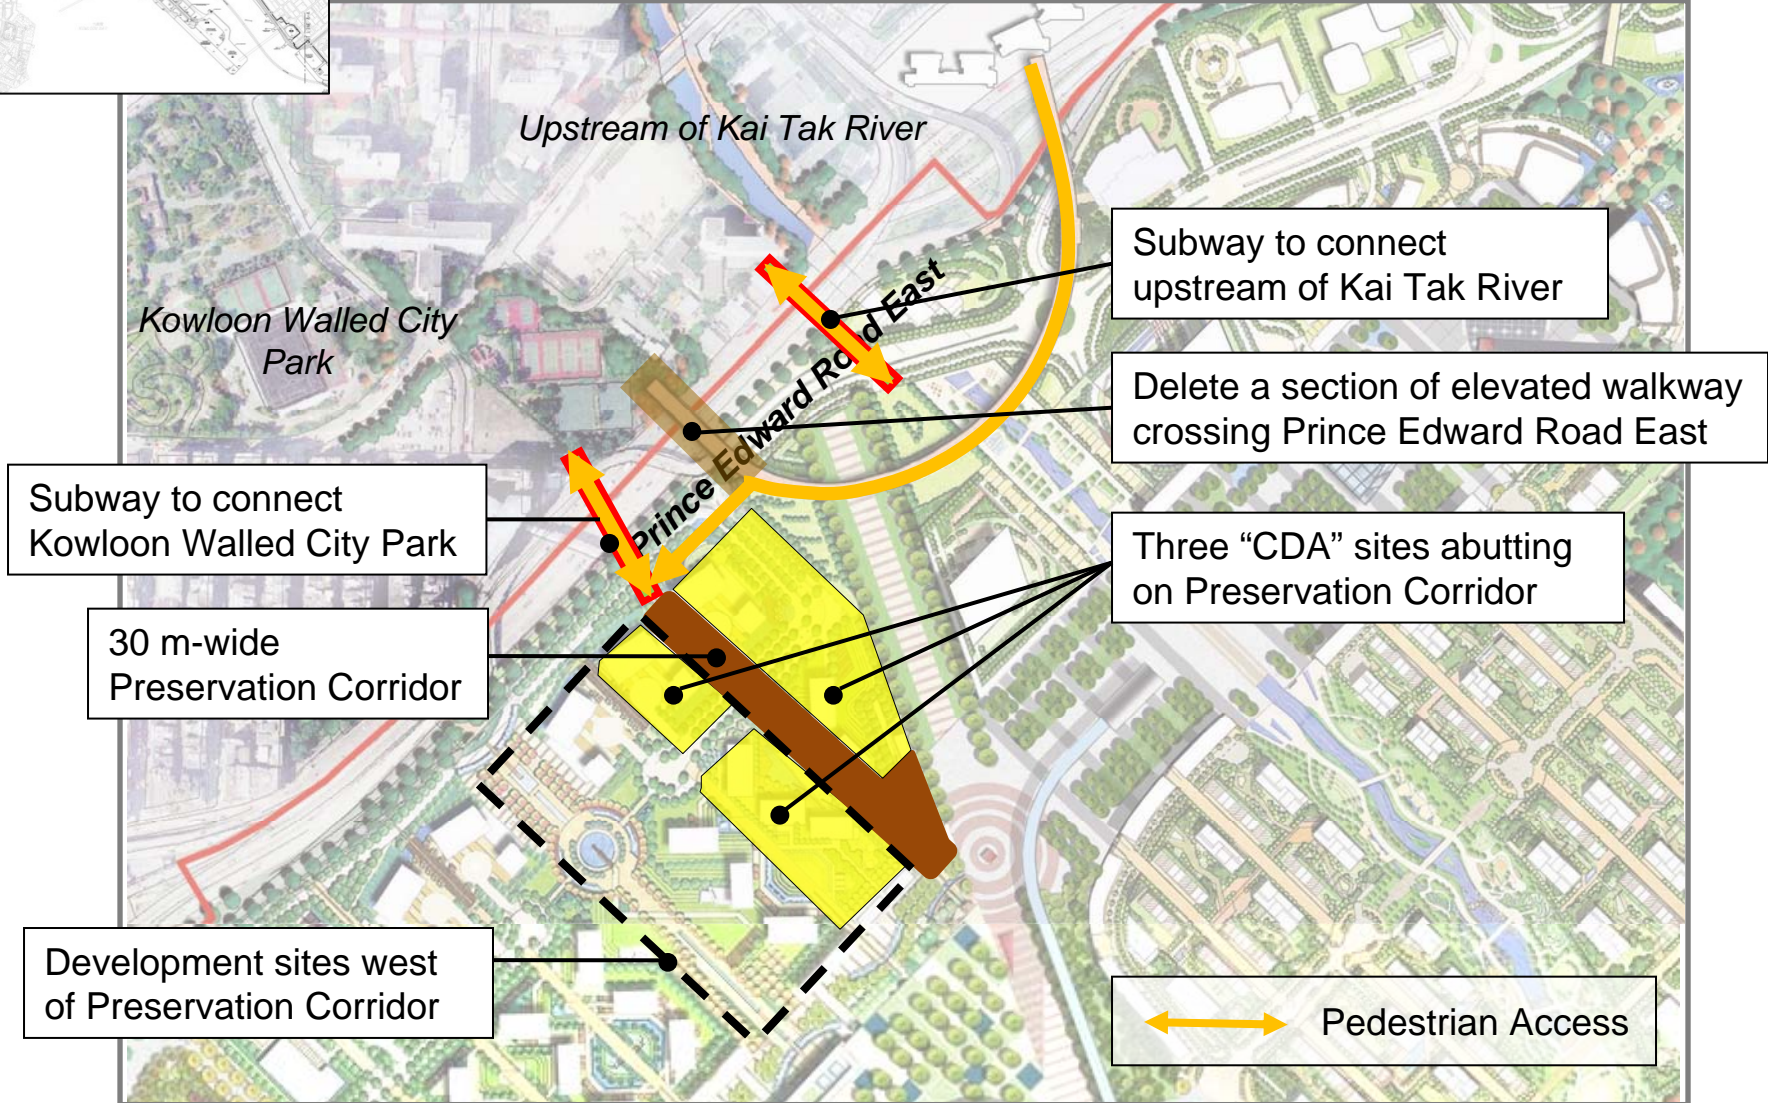 Upstream of Kai Tak River
Kowloon Walled City
Park
Prince Edward Road East
Subway to connect
upstream of Kai Tak River
Delete a section of elevated walkway
crossing Prince Edward Road East
Subway to connect
Kowloon Walled City Park
Three “CDA” sites abutting
on Preservation Corridor
30 m-wide
Preservation Corridor
Development sites west
of Preservation Corridor
Pedestrian Access